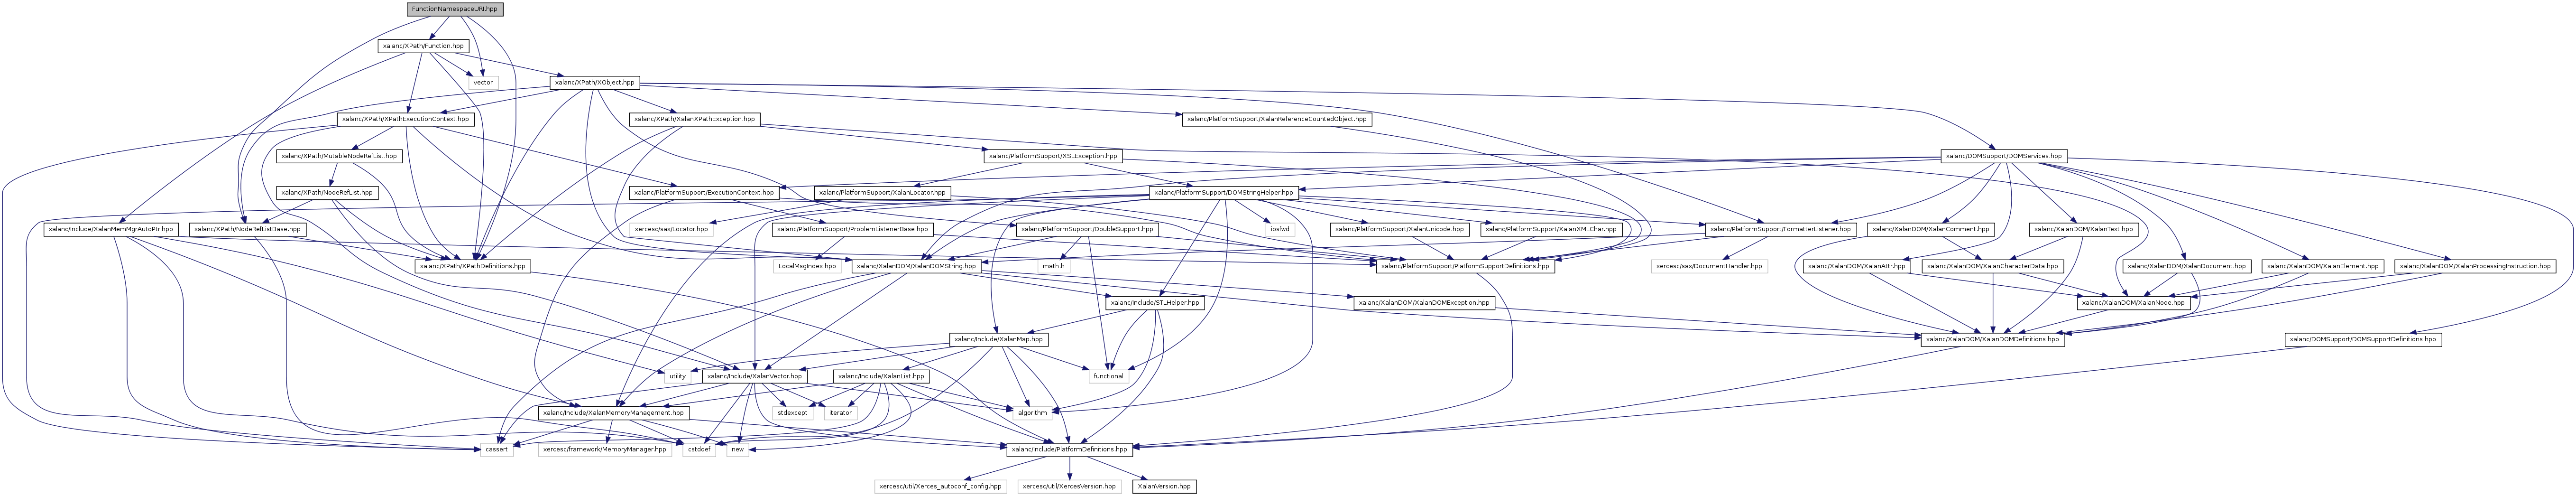 FunctionNamespaceURI.hpp
xalanc/XPath/Function.hpp
vector
xalanc/XPath/XObject.hpp
xalanc/XPath/XPathExecutionContext.hpp
xalanc/XPath/XalanXPathException.hpp
xalanc/PlatformSupport/XalanReferenceCountedObject.hpp
xalanc/XPath/MutableNodeRefList.hpp
xalanc/PlatformSupport/XSLException.hpp
xalanc/DOMSupport/DOMServices.hpp
xalanc/XPath/NodeRefList.hpp
xalanc/PlatformSupport/ExecutionContext.hpp
xalanc/PlatformSupport/XalanLocator.hpp
xalanc/PlatformSupport/DOMStringHelper.hpp
xalanc/Include/XalanMemMgrAutoPtr.hpp
xalanc/XPath/NodeRefListBase.hpp
xercesc/sax/Locator.hpp
xalanc/PlatformSupport/ProblemListenerBase.hpp
xalanc/PlatformSupport/DoubleSupport.hpp
iosfwd
xalanc/PlatformSupport/XalanUnicode.hpp
xalanc/PlatformSupport/XalanXMLChar.hpp
xalanc/PlatformSupport/FormatterListener.hpp
xalanc/XalanDOM/XalanComment.hpp
xalanc/XalanDOM/XalanText.hpp
xalanc/XPath/XPathDefinitions.hpp
LocalMsgIndex.hpp
xalanc/XalanDOM/XalanDOMString.hpp
math.h
xalanc/PlatformSupport/PlatformSupportDefinitions.hpp
xercesc/sax/DocumentHandler.hpp
xalanc/XalanDOM/XalanAttr.hpp
xalanc/XalanDOM/XalanCharacterData.hpp
xalanc/XalanDOM/XalanDocument.hpp
xalanc/XalanDOM/XalanElement.hpp
xalanc/XalanDOM/XalanProcessingInstruction.hpp
xalanc/Include/STLHelper.hpp
xalanc/XalanDOM/XalanDOMException.hpp
xalanc/XalanDOM/XalanNode.hpp
xalanc/Include/XalanMap.hpp
xalanc/XalanDOM/XalanDOMDefinitions.hpp
xalanc/DOMSupport/DOMSupportDefinitions.hpp
utility
xalanc/Include/XalanVector.hpp
xalanc/Include/XalanList.hpp
functional
xalanc/Include/XalanMemoryManagement.hpp
stdexcept
iterator
algorithm
cassert
xercesc/framework/MemoryManager.hpp
cstddef
new
xalanc/Include/PlatformDefinitions.hpp
xercesc/util/Xerces_autoconf_config.hpp
xercesc/util/XercesVersion.hpp
XalanVersion.hpp